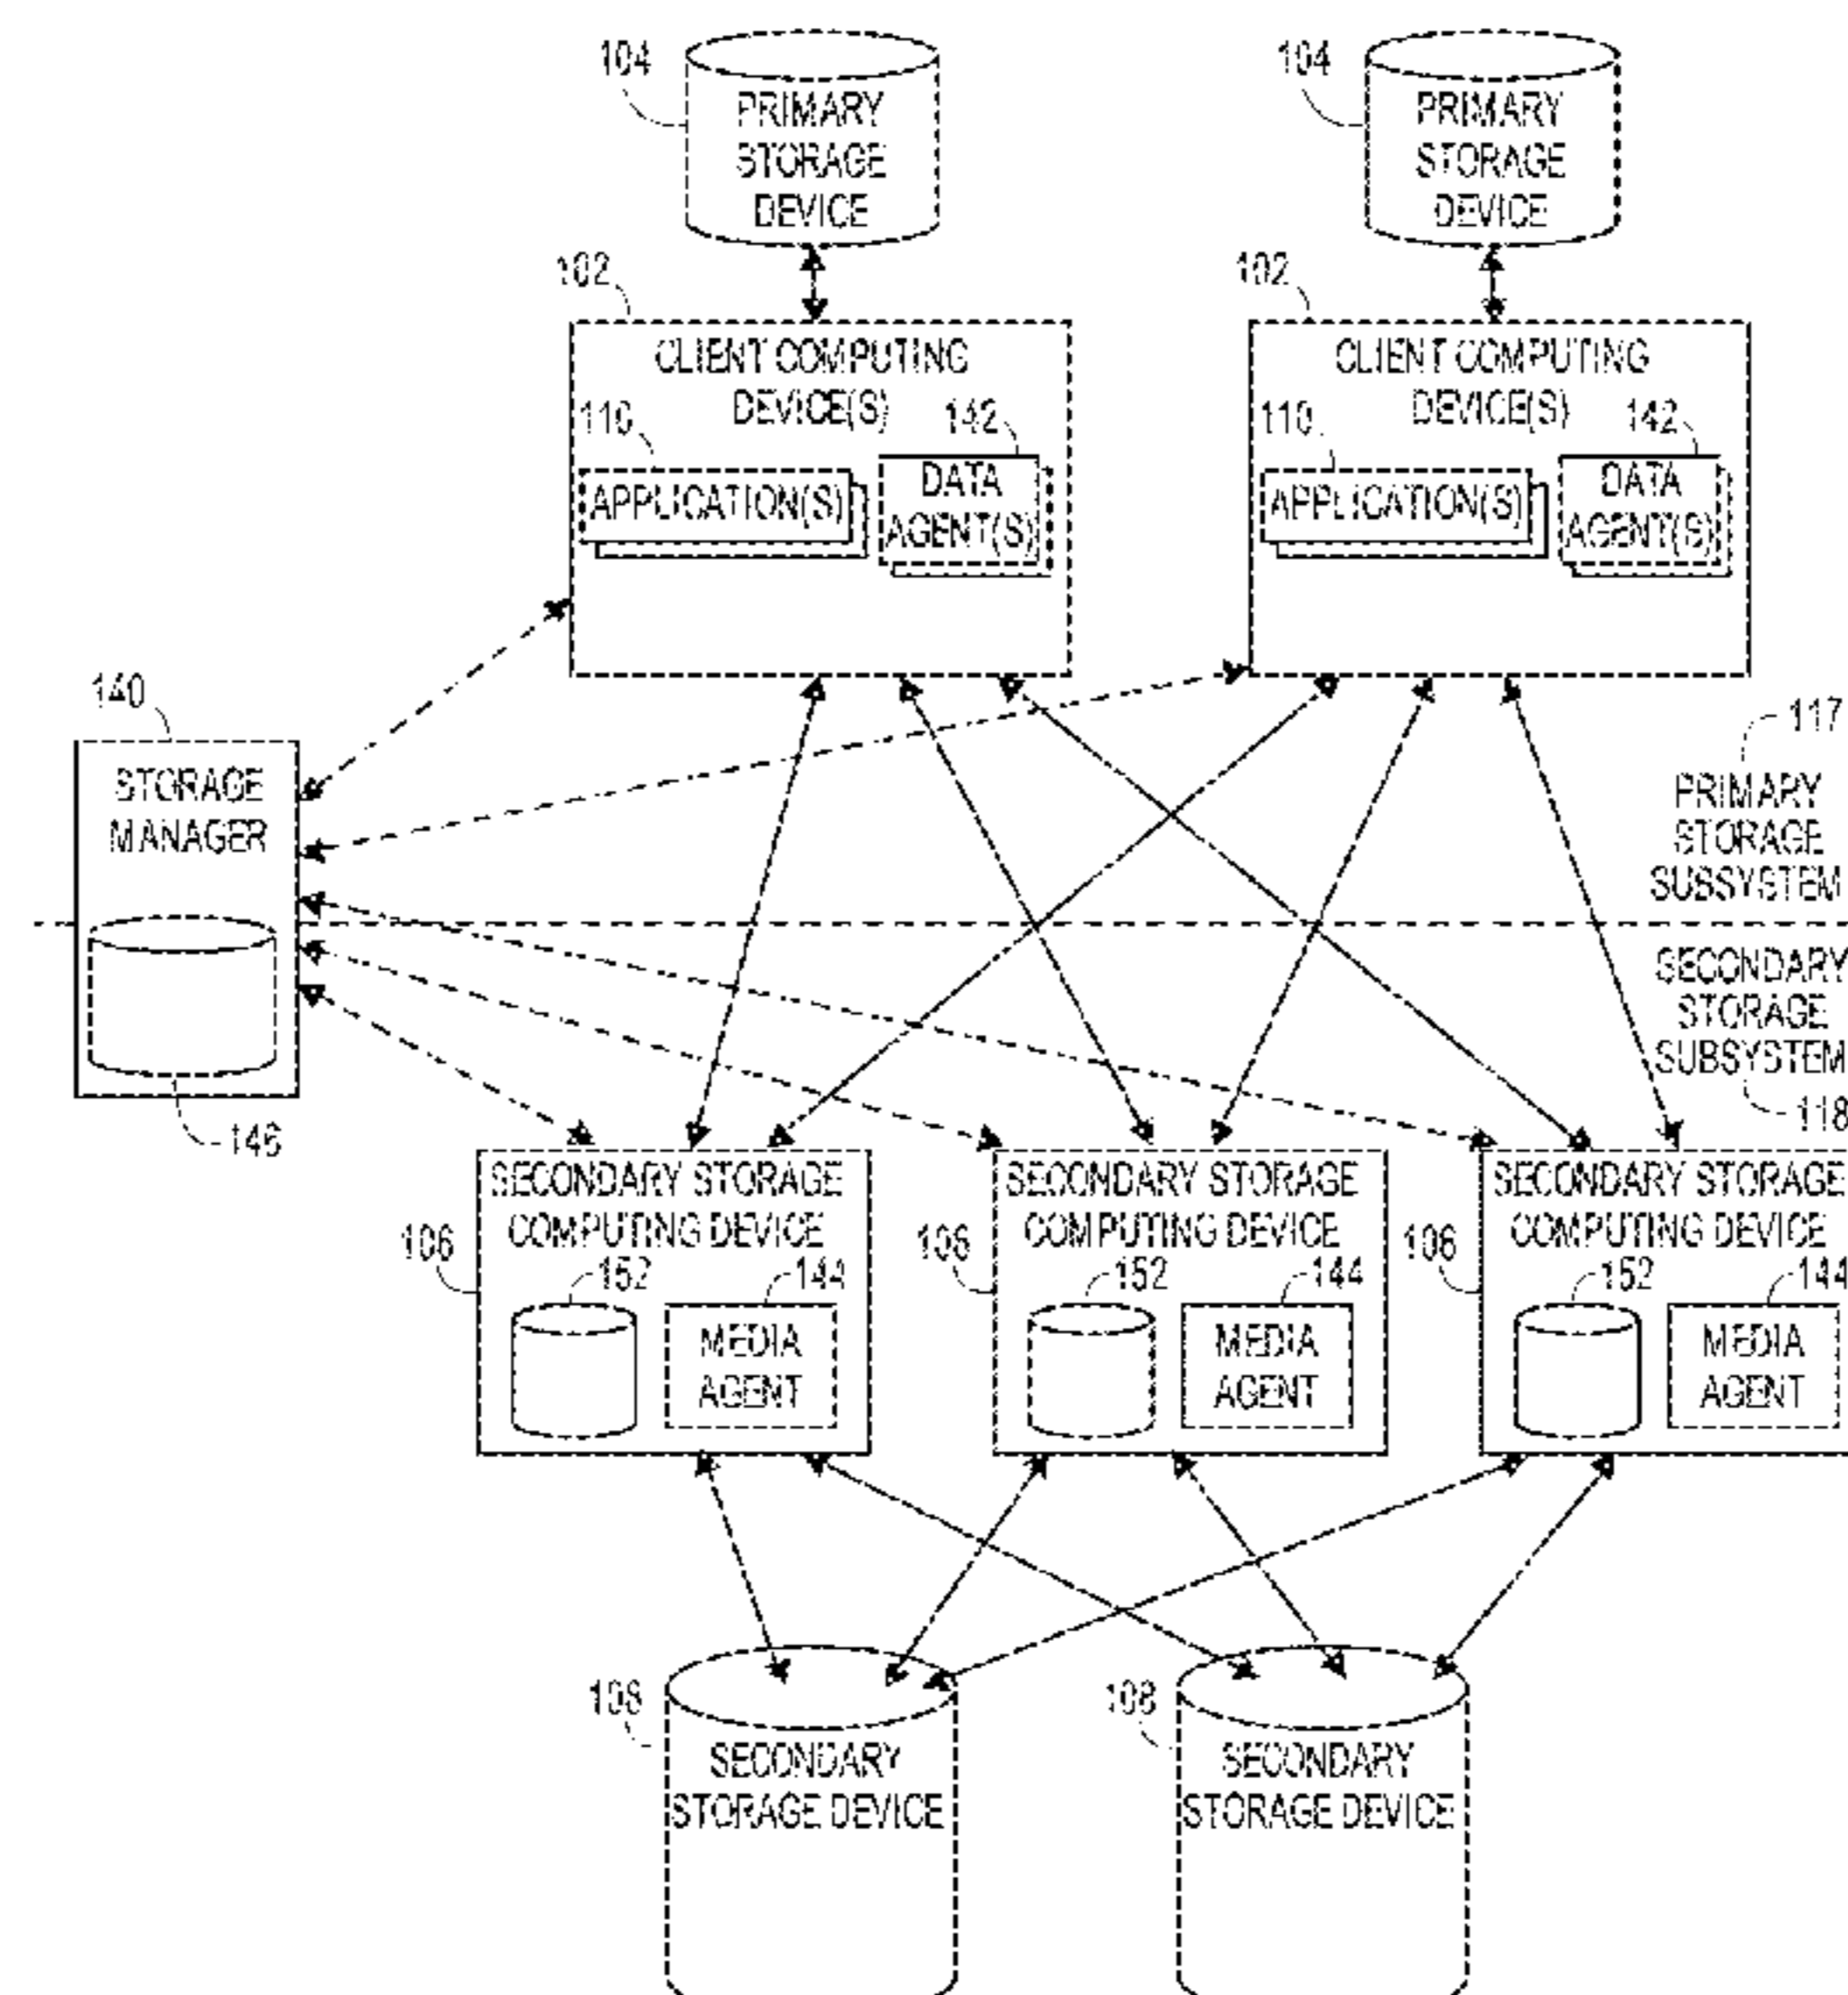 104
PRIMARY
STORAGE
DEVICE
104
PRIMARY
STORAGE
DEVICE
102
CLIENT COMPUTING
DEVICE(S)
110
APPLICATION(S)
142
DATA
AGENT(S)
102
CLIENT COMPUTING
DEVICE(S)
110
APPLICATION(S)
142
DATA
AGENT(S)
140
STORAGE
MANAGER
146
117
PRIMARY
STORAGE
SUBSYSTEM
SECONDARY
STORAGE
SUBSYSTEM
118
106
SECONDARY STORAGE
COMPUTING DEVICE
152
144
MEDIA
AGENT
106
SECONDARY STORAGE
COMPUTING DEVICE
152
144
MEDIA
AGENT
106
SECONDARY STORAGE
COMPUTING DEVICE
152
144
MEDIA
AGENT
108
SECONDARY
STORAGE DEVICE
108
SECONDARY
STORAGE DEVICE